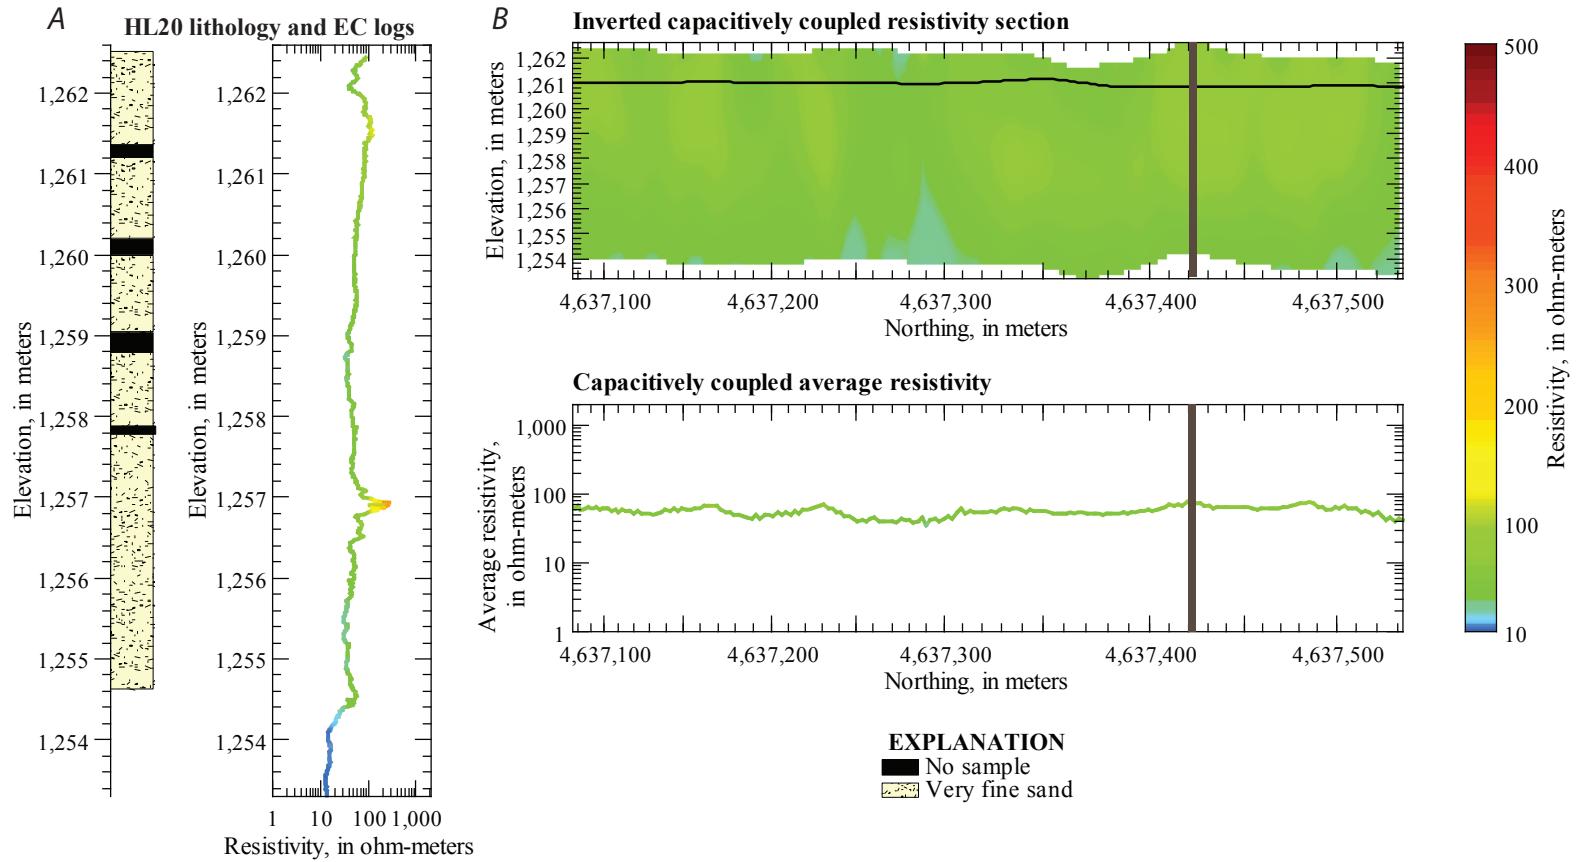 A
HL20 lithology and EC logs
Elevation, in meters
1,262
1,261
1,260
1,259
1,258
1,257
1,256
1,255
1,254
Elevation, in meters
1,262
1,261
1,260
1,259
1,258
1,257
1,256
1,255
1,254
1 10 100 1,000
Resistivity, in ohm-meters
B
Inverted capacitively coupled resistivity section
Elevation, in meters
1,262
1,261
1,260
1,259
1,258
1,257
1,256
1,255
1,254
4,637,100 4,637,200 4,637,300 4,637,400 4,637,500
Northing, in meters
Capacitively coupled average resistivity
Average resistivity,
in ohm-meters
1,000
100
10
1
4,637,100 4,637,200 4,637,300 4,637,400 4,637,500
Northing, in meters
EXPLANATION
No sample
Very fine sand
500
400
300
200
100
10
Resistivity, in ohm-meters